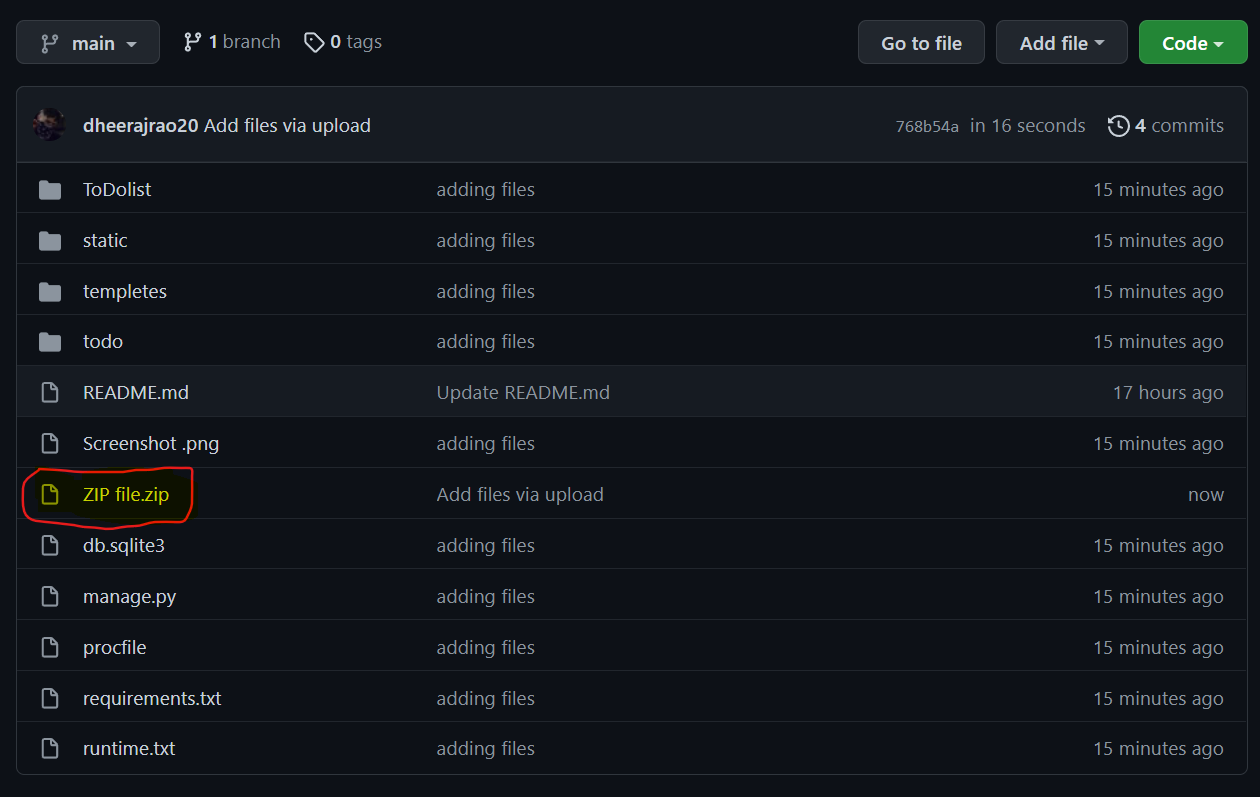 main 1 branch 0 tags Go to file Add file Code
dheerajrao20 Add files via upload 768b54a in 16 seconds 4 commits
ToDolist adding files 15 minutes ago
static adding files 15 minutes ago
templetes adding files 15 minutes ago
todo adding files 15 minutes ago
README.md Update README.md 17 hours ago
Screenshot .png adding files 15 minutes ago
ZIP file.zip Add files via upload now
db.sqlite3 adding files 15 minutes ago
manage.py adding files 15 minutes ago
procfile adding files 15 minutes ago
requirements.txt adding files 15 minutes ago
runtime.txt adding files 15 minutes ago